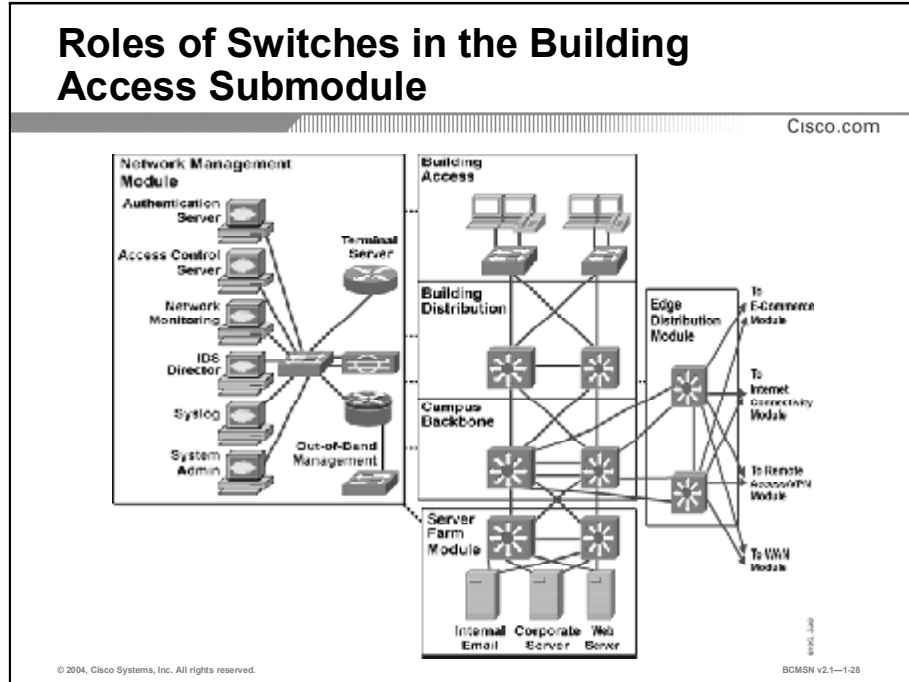 Roles of Switches in the Building
Access Submodule
Cisco.com
Network Management
Module
Authentication
Server
Access Control
Server
Network
Monitoring
IDS
Director
Syslog
System
Admin
Terminal
Server
Out-of-Band
Management
Building
Access
Building
Distribution
Campus
Backbone
Server
Farm
Module
Internal
Email
Corporate
Server
Web
Server
Edge
Distribution
Module
To
E-Commerce
Module
To
Internet
Connectivity
Module
To Remote
Access/VPN
Module
To WAN
Module
© 2004, Cisco Systems, Inc. All rights reserved.
BCMSN v2.1—1-28